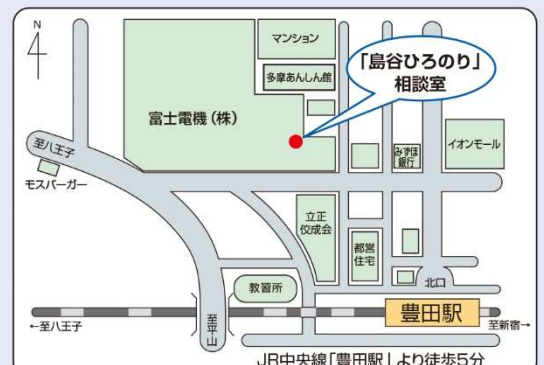 N
マンション
多摩あんしん館
「島谷ひろのり」
相談室
富士電機(株)
至八王子
モスバーガー
みずほ
銀行
イオンモール
立正
佼成会
都営
住宅
教習所
北口
至平山
豊田駅
←至八王子
至新宿→
JR中央線「豊田駅」より徒歩5分